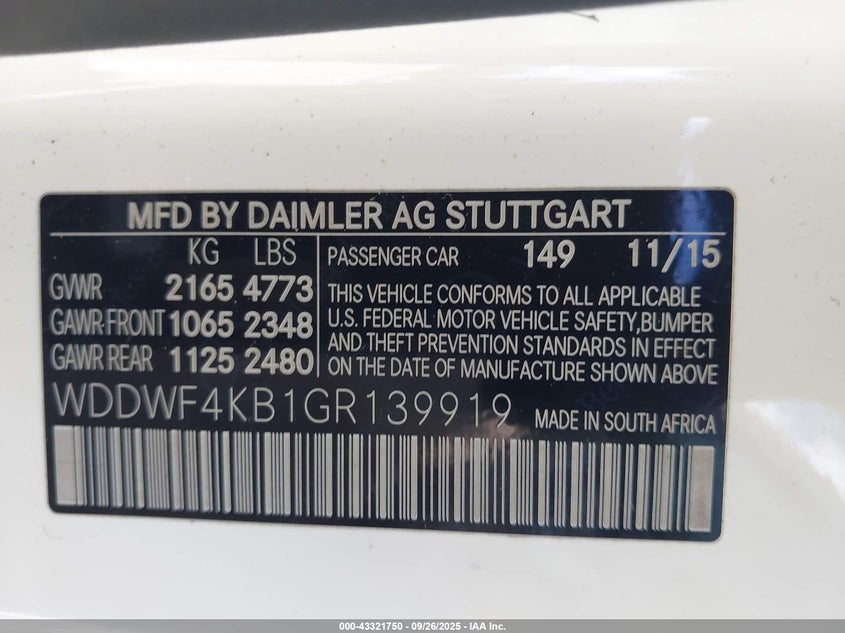 MFD BY DAIMLER AG STUTTGART
KG LBS
GVWR 2165 4773
GAWR-FRONT 1065 2348
GAWR REAR 1125 2480
PASSENGER CAR 149 11/15
THIS VEHICLE CONFORMS TO ALL APPLICABLE
U.S. FEDERAL MOTOR VEHICLE SAFETY,BUMPER
AND THEFT PREVENTION STANDARDS IN EFFECT
ON THE DATE OF MANUFACTURE SHOWN ABOVE
WDDWF4KB1GR139919 MADE IN SOUTH AFRICA
000-43321750 - 09/26/2025 - IAA Inc.